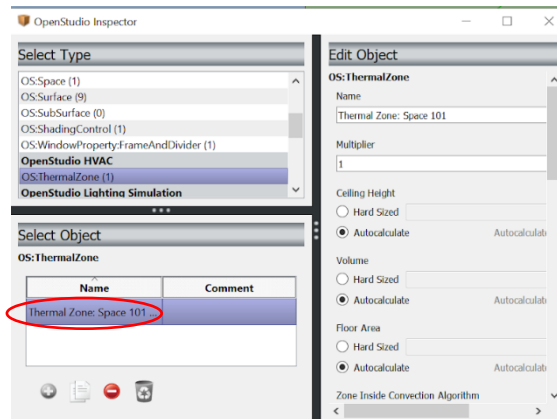 OpenStudio Inspector
Select Type
OS:Space (1)
OS:Surface (9)
OS:SubSurface (0)
OS:ShadingControl (1)
OS:WindowProperty:FrameAndDivider (1)
OpenStudio HVAC
OS:ThermalZone (1)
OpenStudio Lighting Simulation
Select Object
OS:ThermalZone
Name Comment
Thermal Zone: Space 101 ...
Edit Object
OS:ThermalZone
Name
Thermal Zone: Space 101
Multiplier
1
Ceiling Height
Hard Sized
Autocalculate Autocalculat
Volume
Hard Sized
Autocalculate Autocalculat
Floor Area
Hard Sized
Autocalculate Autocalculat
Zone Inside Convection Algorithm